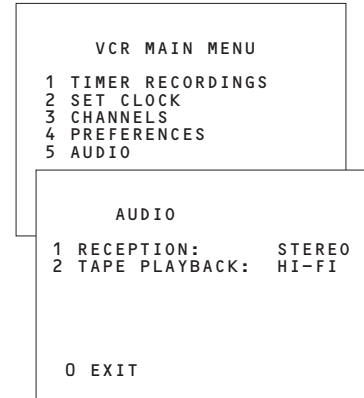 VCR MAIN MENU
1 TIMER RECORDINGS
2 SET CLOCK
3 CHANNELS
4 PREFERENCES
5 AUDIO
AUDIO
1 RECEPTION: STEREO
2 TAPE PLAYBACK: HI-FI
0 EXIT